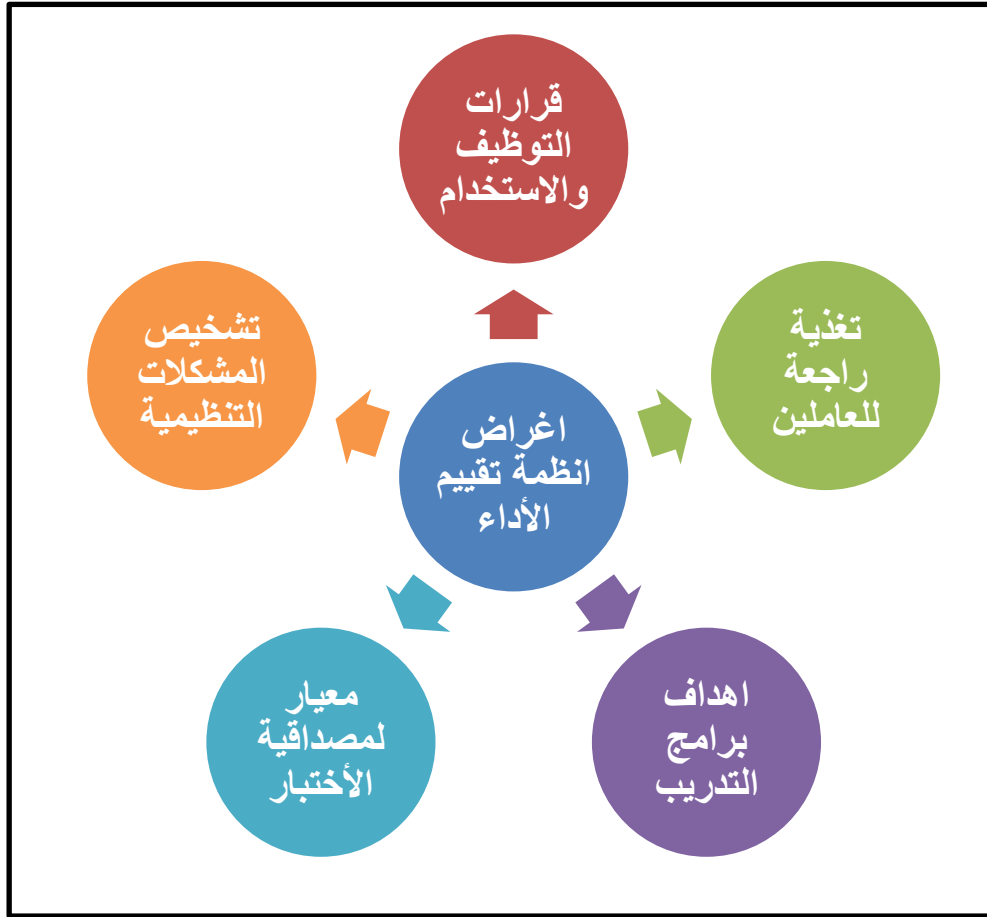 قرارات
التوظيف
والاستخدام
تغذية
راجعة
للعاملين
تشخيص
المشكلات
التنظيمية
اغراض
انظمة تقييم
الأداء
معيار
لمصداقية
الأختبار
اهداف
برامج
التدريب